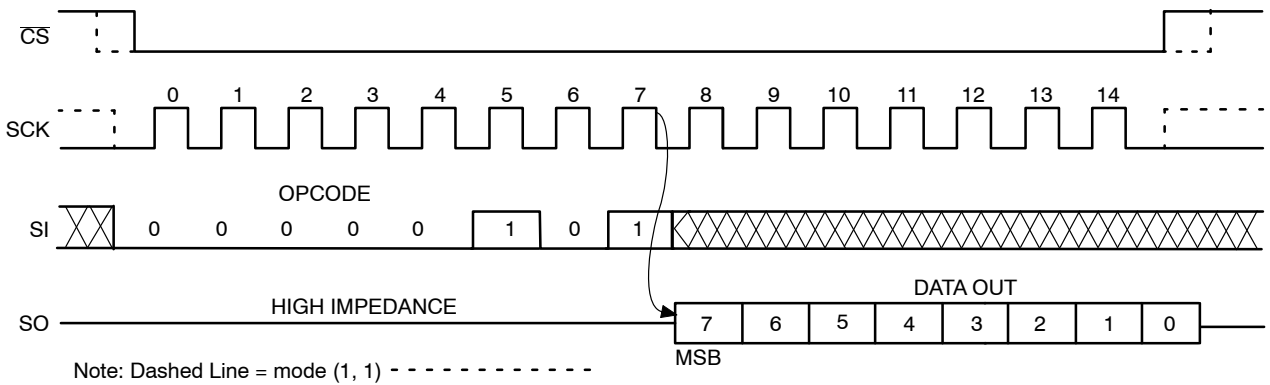 CS
0 1 2 3 4 5 6 7 8 9 10 11 12 13 14
SCK
OPCODE
SI 0 0 0 0 0 1 0 1
DATA OUT
HIGH IMPEDANCE
SO 7 6 5 4 3 2 1 0
MSB
Note: Dashed Line = mode (1, 1)